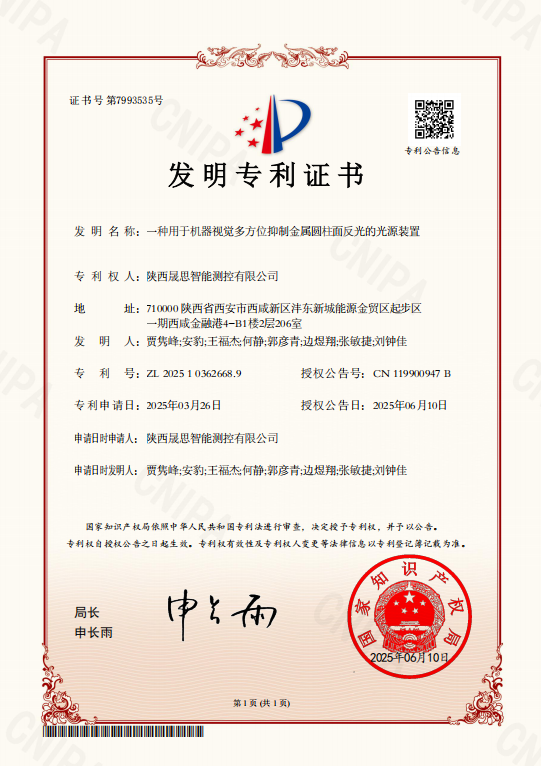 证书号第7993535号
专利公告信息
发明专利证书
发明名称：一种用于机器视觉多方位抑制金属圆柱面反光的光源装置
专利权人：陕西晟思智能测控有限公司
地址：710000 陕西省西安市西咸新区沣东新城能源金贸区起步区
一期西咸金融港4-B1楼2层206室
发明人：贾隽峰;安豹;王福杰;何静;郭彦青;边煜翔;张敏捷;刘钟佳
专利号：ZL 2025 1 0362668.9 授权公告号：CN 119900947 B
专利申请日：2025年03月26日 授权公告日：2025年06月10日
申请日时申请人：陕西晟思智能测控有限公司
申请日时发明人：贾隽峰;安豹;王福杰;何静;郭彦青;边煜翔;张敏捷;刘钟佳
国家知识产权局依照中华人民共和国专利法进行审查，决定授予专利权，并予以公告。
专利权自授权公告之日起生效。专利权有效性及专利权人变更等法律信息以专利登记簿记载为准。
局长
申长雨
申长雨
国家知识产权局
2025年06月10日
第1页(共1页)
CNIPA
CNIPA
CNIPA
CNIPA
CNIPA
CNIPA
CNIPA
CNIPA